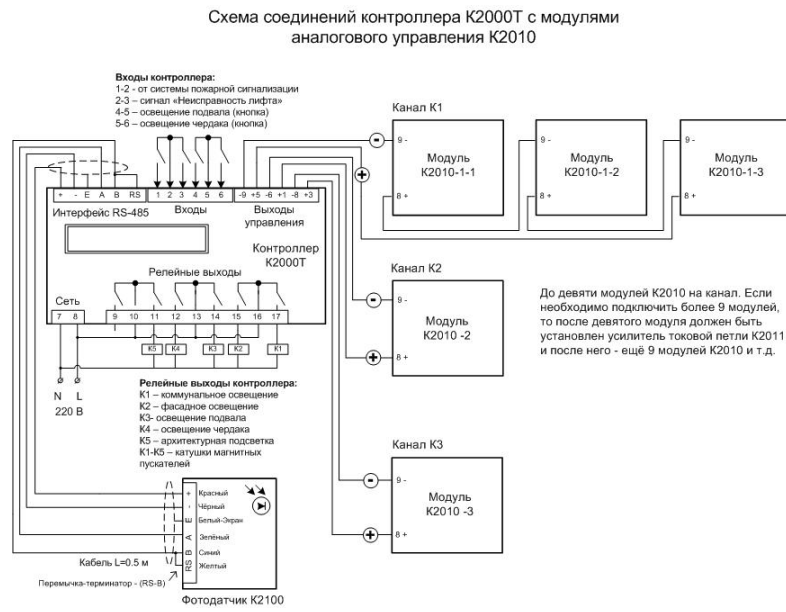 Схема соединений контроллера К2000Т с модулями
аналогового управления К2010
Входы контроллера:
1-2 - от системы пожарной сигнализации
2-3 – сигнал «Неисправность лифта»
4-5 – освещение подвала (кнопка)
5-6 – освещение чердака (кнопка)
Канал К1
9 -
Модуль
К2010-1-1
8 +
9 -
Модуль
К2010-1-2
8 +
9 -
Модуль
К2010-1-3
8 +
+ - E A B RS
1 2 3 4 5 6
-9 +5 -6 +1 -8 +3
Интерфейс RS-485
Входы
Выходы
управления
Контроллер
К2000Т
Релейные выходы
Сеть
7 8
9 10 11 12 13 14 15 16 17
К5 К4 К3 К2 К1
N L
220 В
Канал К2
9 -
Модуль
К2010 -2
8 +
До девяти модулей К2010 на канал. Если
необходимо подключить более 9 модулей,
то после девятого модуля должен быть
установлен усилитель токовой петли К2011
и после него - ещё 9 модулей К2010 и т.д.
Релейные выходы контроллера:
К1 – коммунальное освещение
К2 – фасадное освещение
К3- освещение подвала
К4 – освещение чердака
К5 – архитектурная подсветка
К1-К5 – катушки магнитных
пускателей
Канал К3
9 -
Модуль
К2010 -3
8 +
+ Красный
- Чёрный
E Белый-Экран
A Зелёный
B Синий
RS Желтый
Кабель L=0.5 м
Перемычка-терминатор - (RS-B)
Фотодатчик К2100